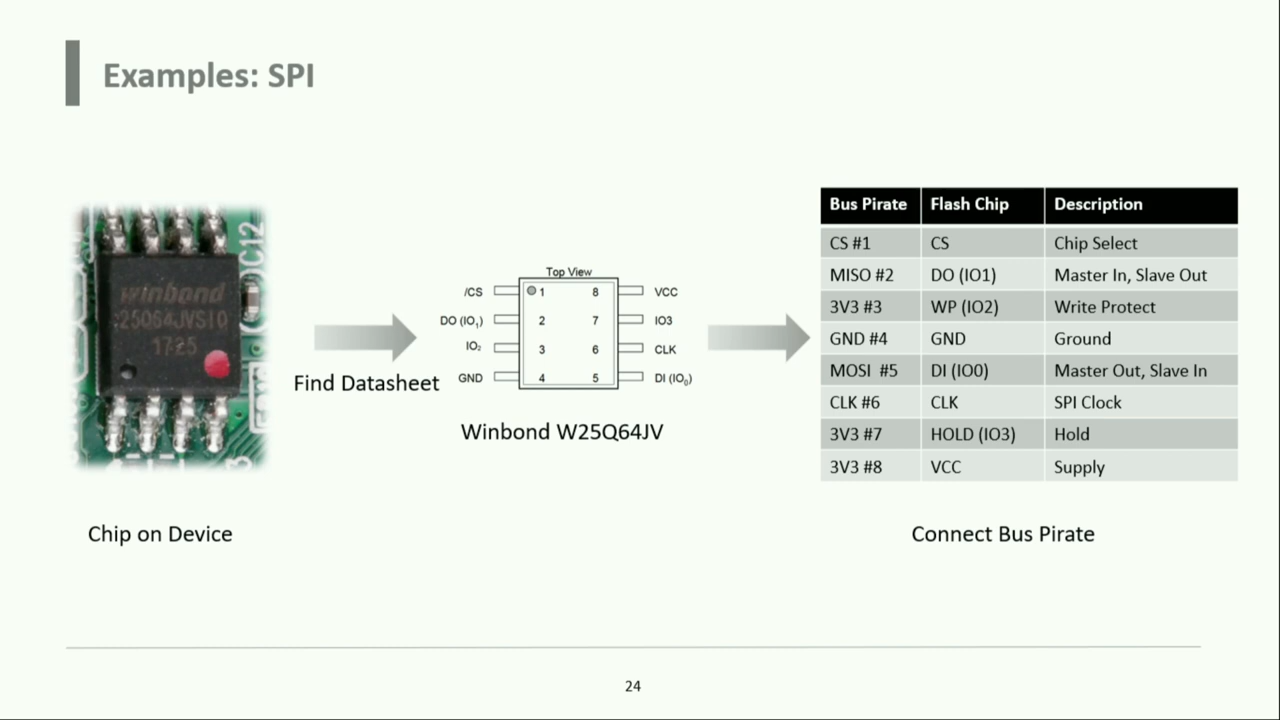 Examples: SPI
winbond
25Q64JVSIQ
1725
C12
Chip on Device
Find Datasheet
Top View
/CS 1 8 VCC
DO (IO₁) 2 7 IO3
IO₂ 3 6 CLK
GND 4 5 DI (IO₀)
Winbond W25Q64JV
Bus Pirate Flash Chip Description
CS #1 CS Chip Select
MISO #2 DO (IO1) Master In, Slave Out
3V3 #3 WP (IO2) Write Protect
GND #4 GND Ground
MOSI #5 DI (IO0) Master Out, Slave In
CLK #6 CLK SPI Clock
3V3 #7 HOLD (IO3) Hold
3V3 #8 VCC Supply
Connect Bus Pirate
24